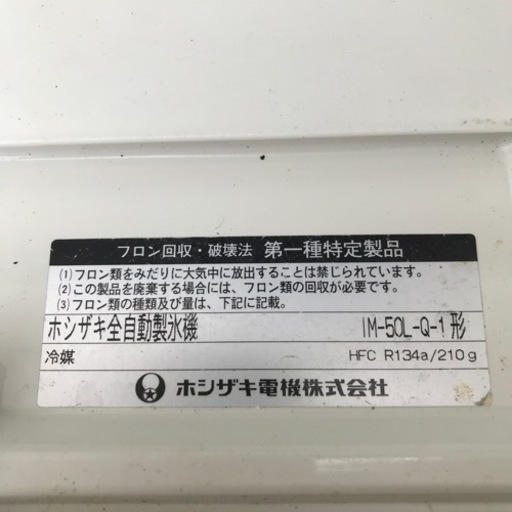 フロン回収・破壊法 第一種特定製品
(1)フロン類をみだりに大気中に放出することは禁じられています。
(2)この製品を廃棄する場合には、フロン類の回収が必要です。
(3)フロン類の種類及び量は、下記に記載。
ホシザキ全自動製氷機 IM-50L-Q-1形
冷媒 HFC R134a/210g
ホシザキ電機株式会社